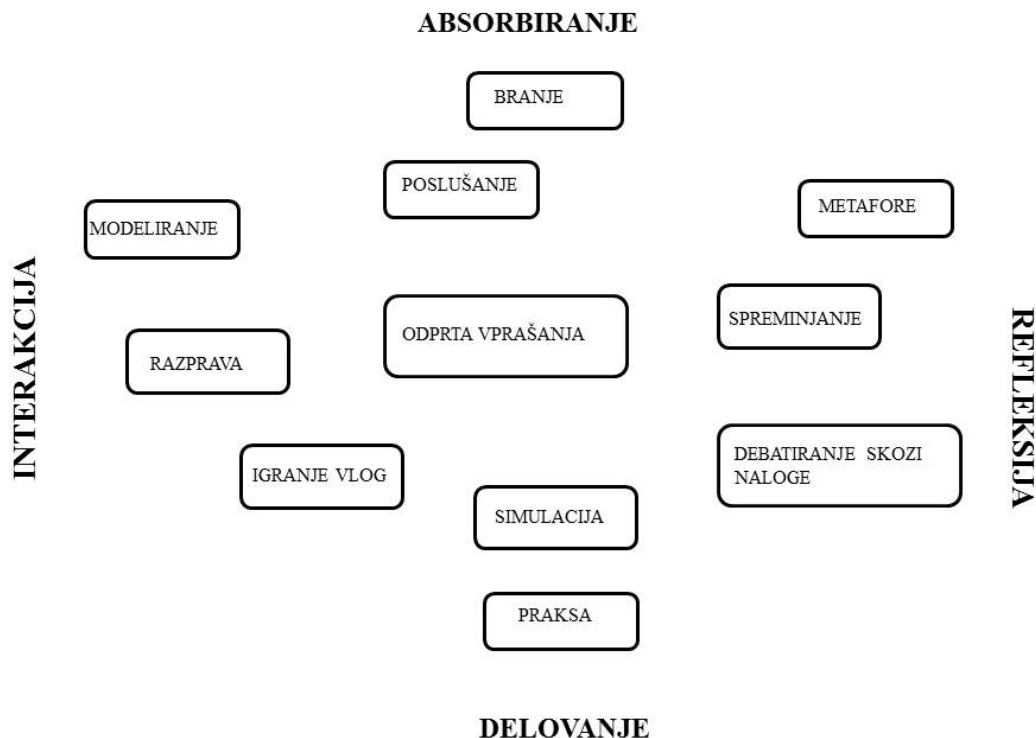 ABSORBIRANJE
BRANJE
POSLUŠANJE
METAFORE
MODELIRANJE
INTERAKCIJA
SPREMINJANJE
REFLEKSIJA
ODPRTA VPRAŠANJA
RAZPRAVA
DEBATIRANJE SKOZI
NALOGE
IGRANJE VLOG
SIMULACIJA
PRAKSA
DELOVANJE